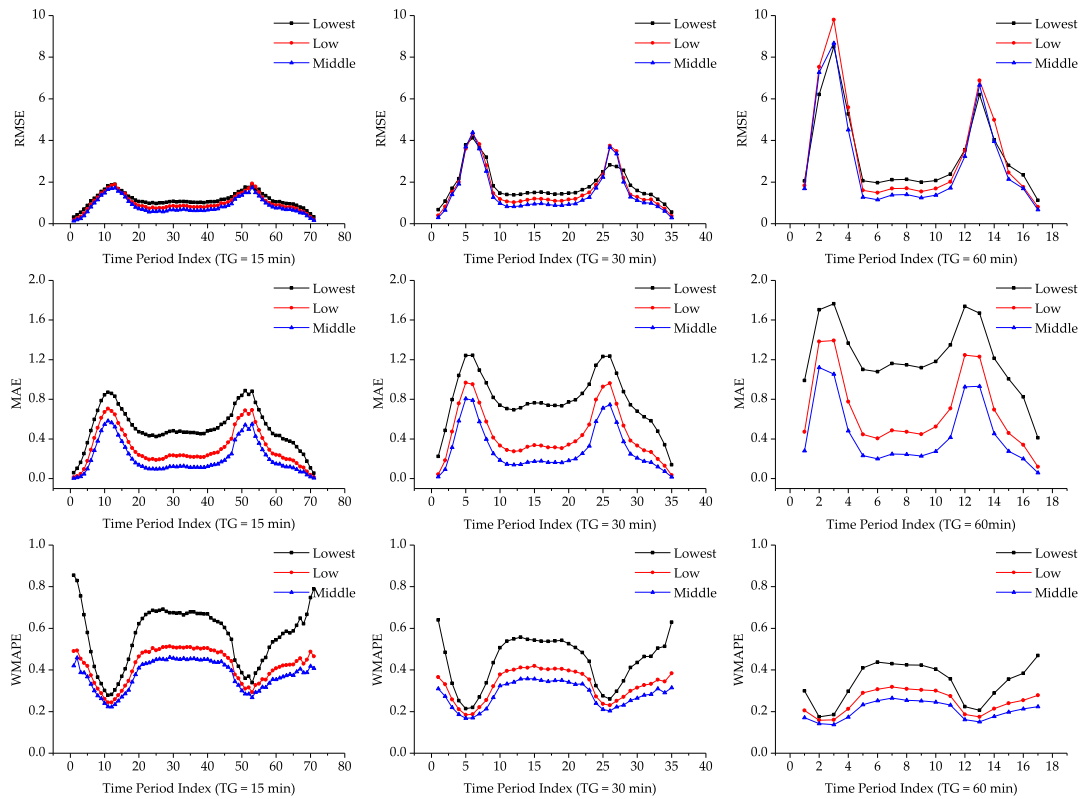 10
8
6
4
2
0
RMSE
Lowest
Low
Middle
0 10 20 30 40 50 60 70 80
Time Period Index (TG = 15 min)
10
8
6
4
2
0
RMSE
Lowest
Low
Middle
0 5 10 15 20 25 30 35 40
Time Period Index (TG = 30 min)
10
8
6
4
2
0
RMSE
Lowest
Low
Middle
0 2 4 6 8 10 12 14 16 18
Time Period Index (TG = 60 min)
2.0
1.6
1.2
0.8
0.4
0.0
MAE
Lowest
Low
Middle
0 10 20 30 40 50 60 70 80
Time Period Index (TG = 15 min)
2.0
1.6
1.2
0.8
0.4
0.0
MAE
Lowest
Low
Middle
0 5 10 15 20 25 30 35 40
Time Period Index (TG = 30 min)
2.0
1.6
1.2
0.8
0.4
0.0
MAE
Lowest
Low
Middle
0 2 4 6 8 10 12 14 16 18
Time Period Index (TG = 60min)
1.0
0.8
0.6
0.4
0.2
0.0
WMAPE
Lowest
Low
Middle
0 10 20 30 40 50 60 70 80
Time Period Index (TG = 15 min)
1.0
0.8
0.6
0.4
0.2
0.0
WMAPE
Lowest
Low
Middle
0 5 10 15 20 25 30 35 40
Time Period Index (TG = 30 min)
1.0
0.8
0.6
0.4
0.2
0.0
WMAPE
Lowest
Low
Middle
0 2 4 6 8 10 12 14 16 18
Time Period Index (TG = 60 min)